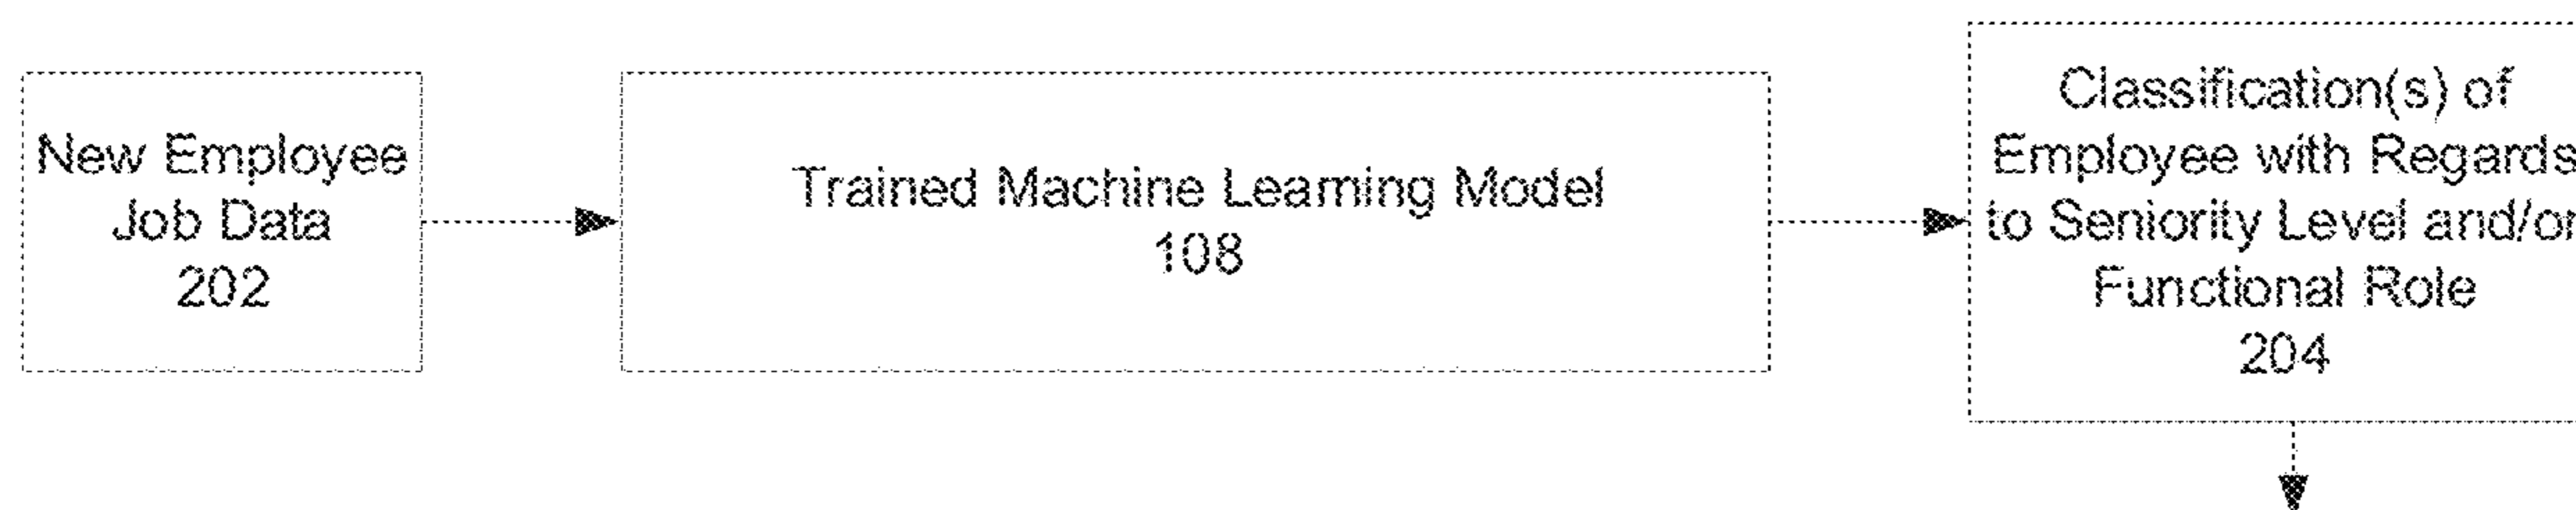 New Employee
Job Data
202
Trained Machine Learning Model
108
Classification(s) of
Employee with Regards
to Seniority Level and/or
Functional Role
204